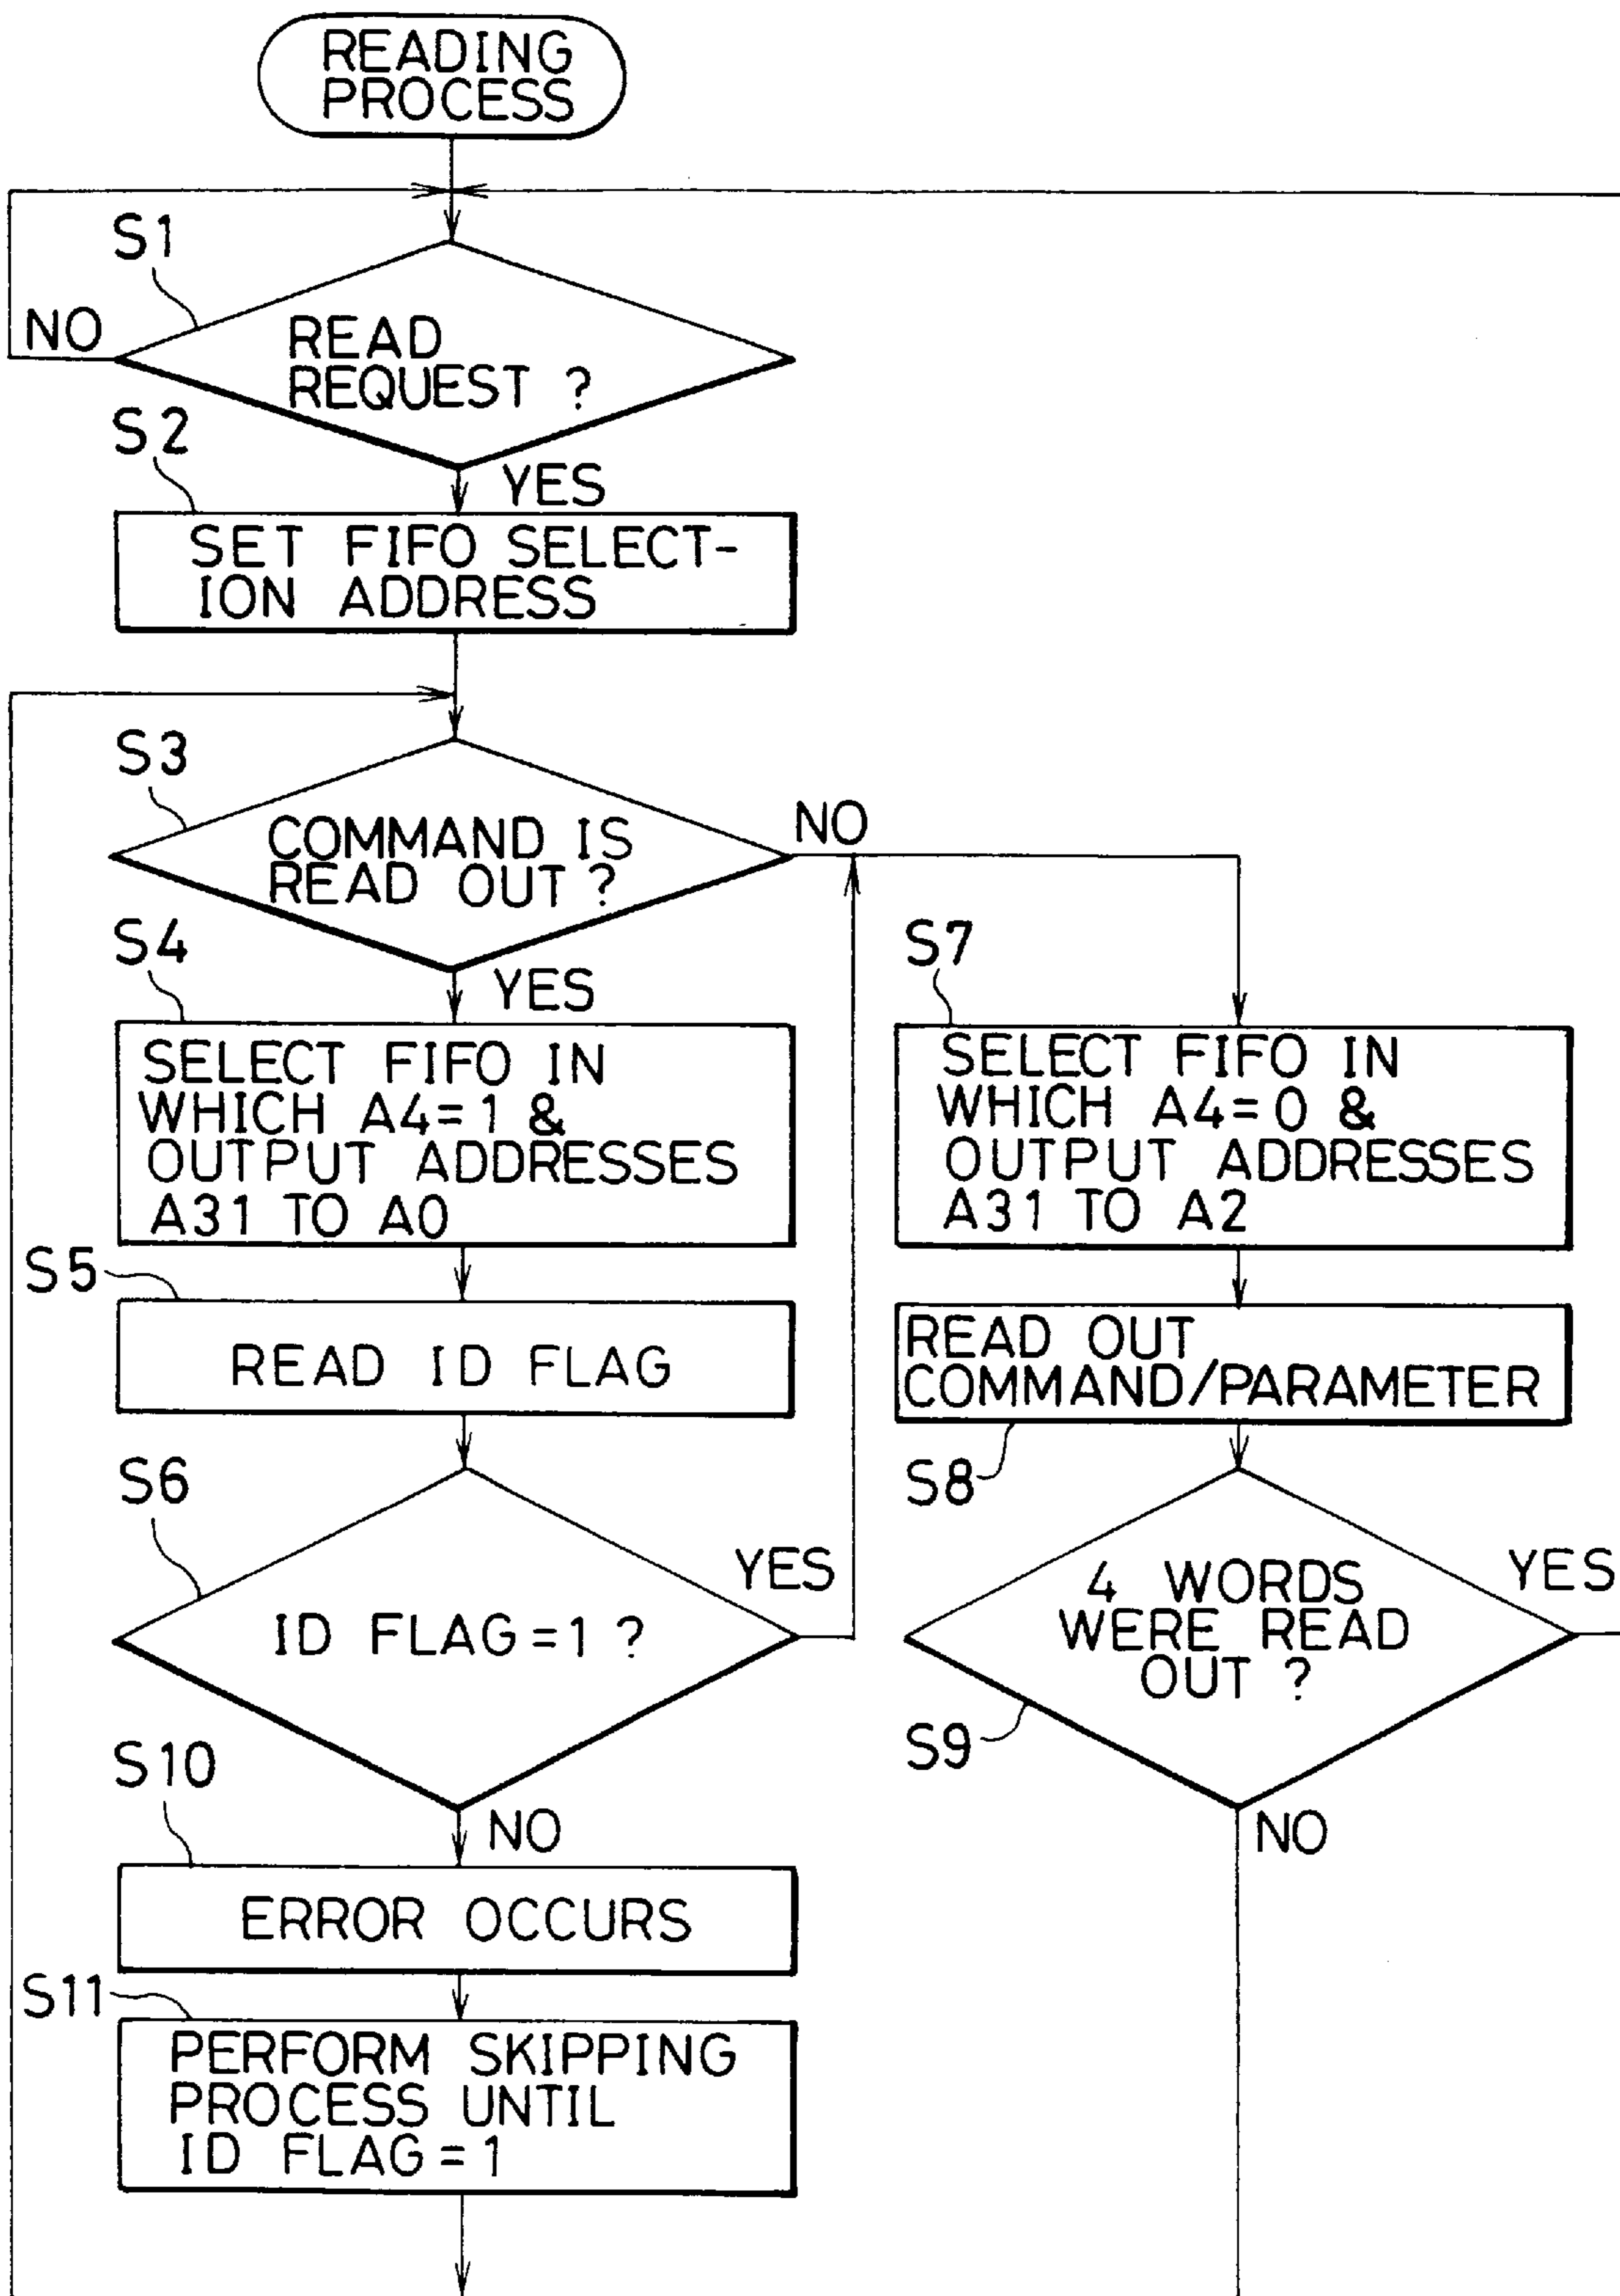 READING
PROCESS
S1
NO
READ
REQUEST ?
S2
YES
SET FIFO SELECT-
ION ADDRESS
S3
COMMAND IS
READ OUT ?
NO
S4
YES
SELECT FIFO IN
WHICH A4=1 &
OUTPUT ADDRESSES
A31 TO A0
S7
SELECT FIFO IN
WHICH A4=0 &
OUTPUT ADDRESSES
A31 TO A2
S5
READ ID FLAG
READ OUT
COMMAND/PARAMETER
S8
S6
ID FLAG=1 ?
YES
4 WORDS
WERE READ
OUT ?
YES
S9
NO
S10
NO
ERROR OCCURS
S11
PERFORM SKIPPING
PROCESS UNTIL
ID FLAG=1